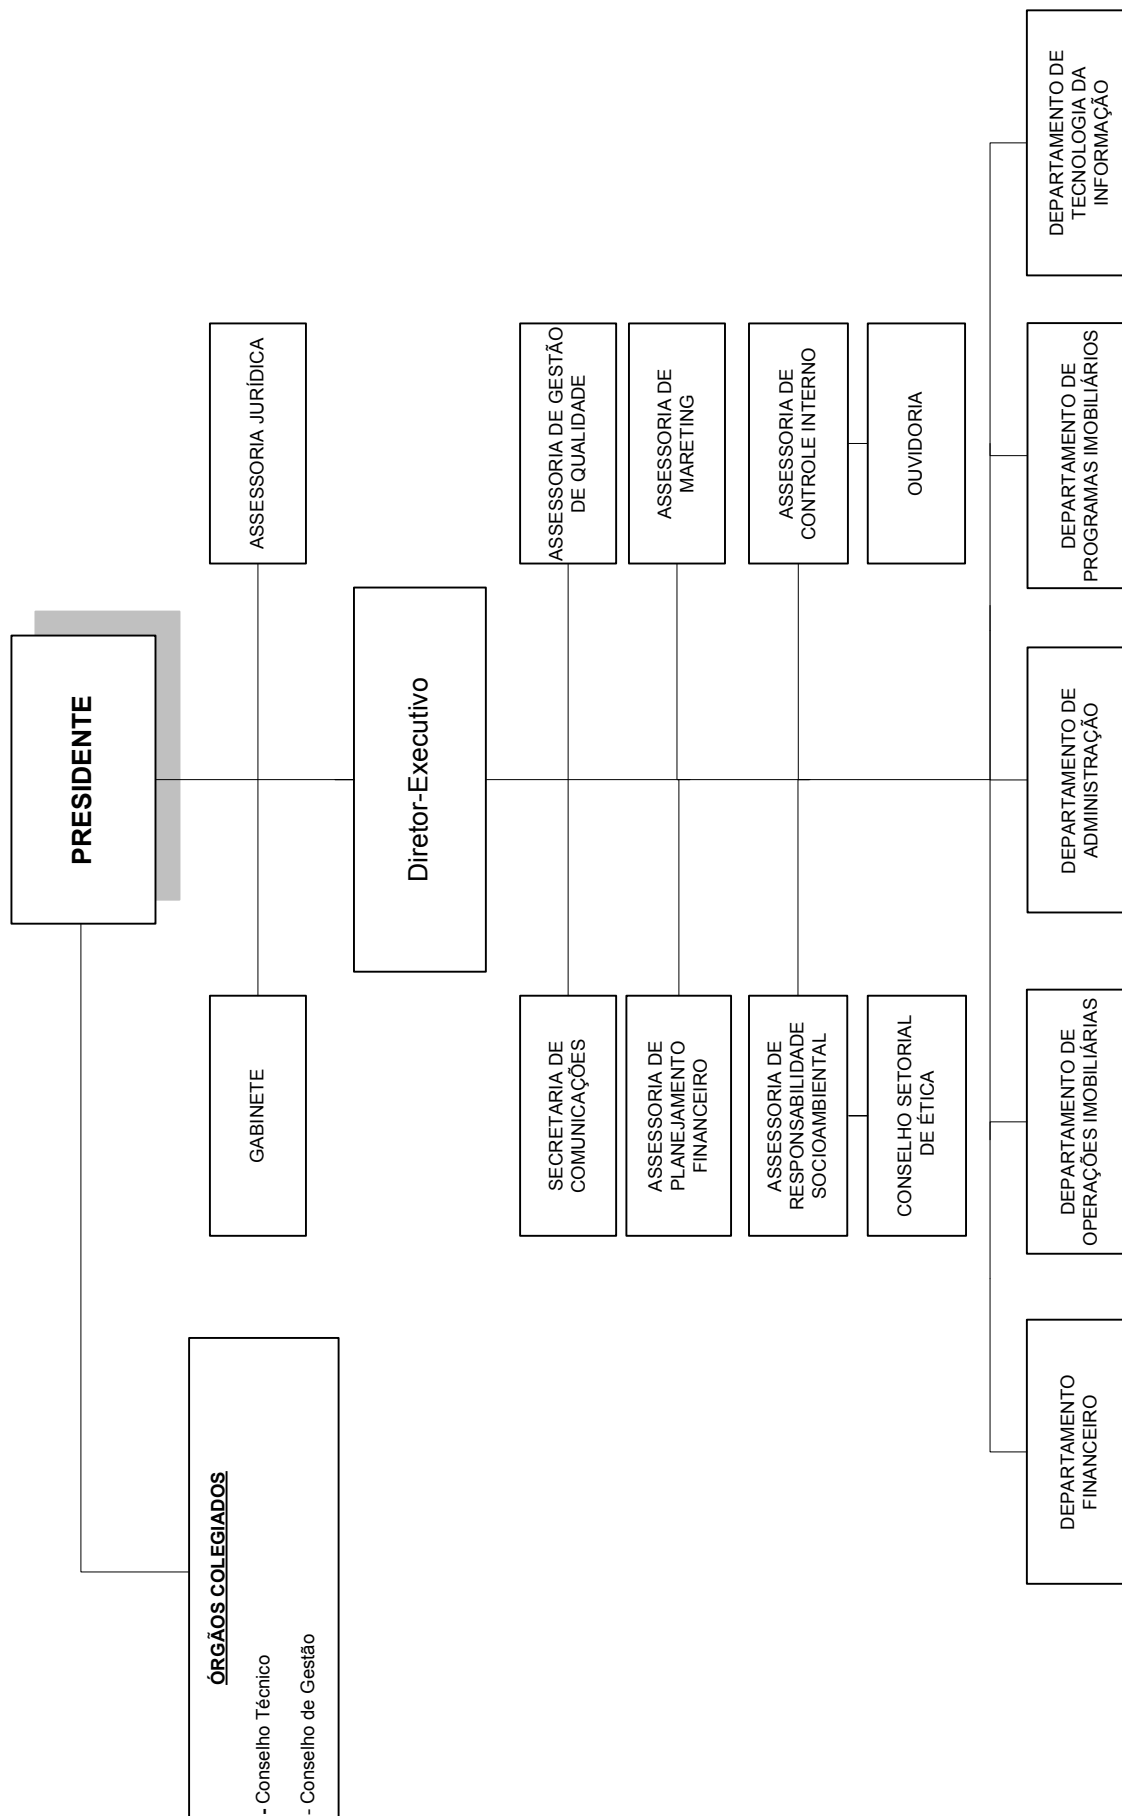 PRESIDENTE
ÓRGÃOS COLEGIADOS
- Conselho Técnico
- Conselho de Gestão
GABINETE
ASSESSORIA JURÍDICA
Diretor-Executivo
SECRETARIA DE
COMUNICAÇÕES
ASSESSORIA DE GESTÃO
DE QUALIDADE
ASSESSORIA DE
PLANEJAMENTO
FINANCEIRO
ASSESSORIA DE
MARETING
ASSESSORIA DE
RESPONSABILIDADE
SOCIOAMBIENTAL
ASSESSORIA DE
CONTROLE INTERNO
CONSELHO SETORIAL
DE ÉTICA
OUVIDORIA
DEPARTAMENTO
FINANCEIRO
DEPARTAMENTO DE
OPERAÇÕES IMOBILIÁRIAS
DEPARTAMENTO DE
ADMINISTRAÇÃO
DEPARTAMENTO DE
PROGRAMAS IMOBILIÁRIOS
DEPARTAMENTO DE
TECNOLOGIA DA
INFORMAÇÃO